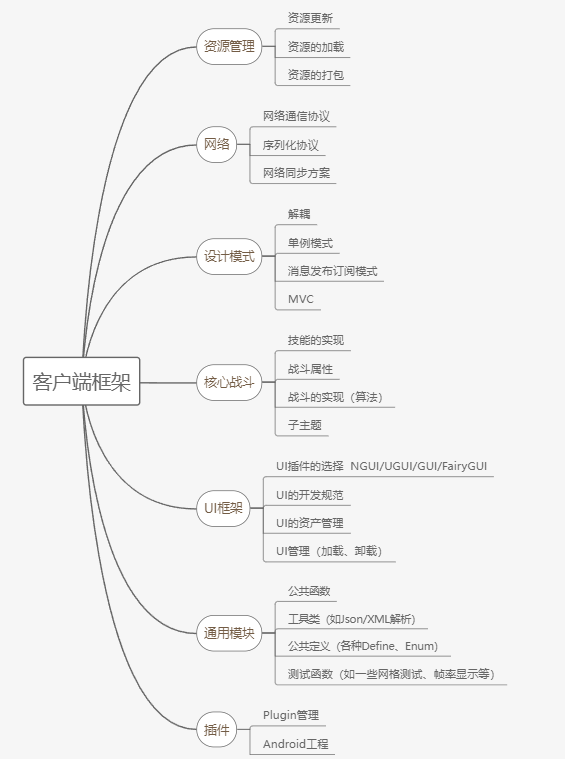 客户端框架
资源管理
资源更新
资源的加载
资源的打包
网络
网络通信协议
序列化协议
网络同步方案
设计模式
解耦
单例模式
消息发布订阅模式
MVC
核心战斗
技能的实现
战斗属性
战斗的实现（算法）
子主题
UI框架
UI插件的选择 NGUI/UGUI/GUI/FairyGUI
UI的开发规范
UI的资产管理
UI管理（加载、卸载）
通用模块
公共函数
工具类（如Json/XML解析）
公共定义（各种Define、Enum）
测试函数（如一些网格测试、帧率显示等）
插件
Plugin管理
Android工程